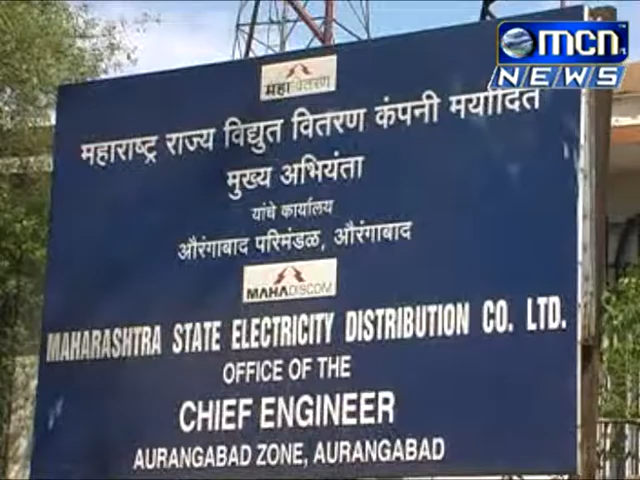 mcn
NEWS
महावितरण
महाराष्ट्र राज्य विद्युत वितरण कंपनी मर्यादित
मुख्य अभियंता
यांचे कार्यालय
औरंगाबाद परिमंडळ, औरंगाबाद
MAHADISCOM
MAHARASHTRA STATE ELECTRICITY DISTRIBUTION CO. LTD.
OFFICE OF THE
CHIEF ENGINEER
AURANGABAD ZONE, AURANGABAD